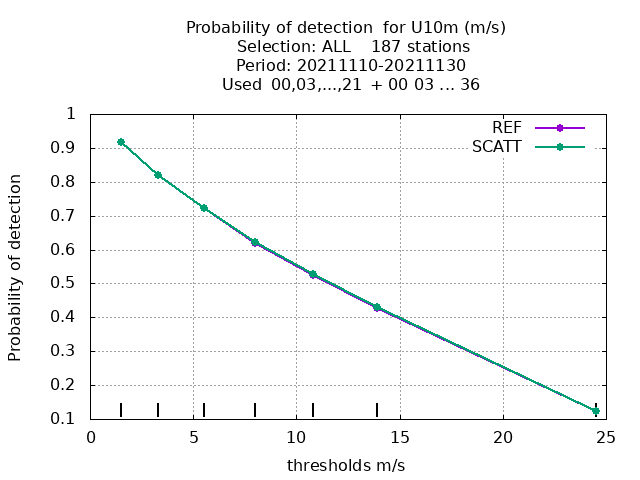 Probability of detection  for U10m (m/s)
Selection: ALL    187 stations
Period: 20211110-20211130
Used  00,03,...,21  + 00 03 ... 36
REF
SCATT
1
0.9
0.8
0.7
0.6
0.5
0.4
0.3
0.2
0.1
Probability of detection
0 5 10 15 20 25
thresholds m/s